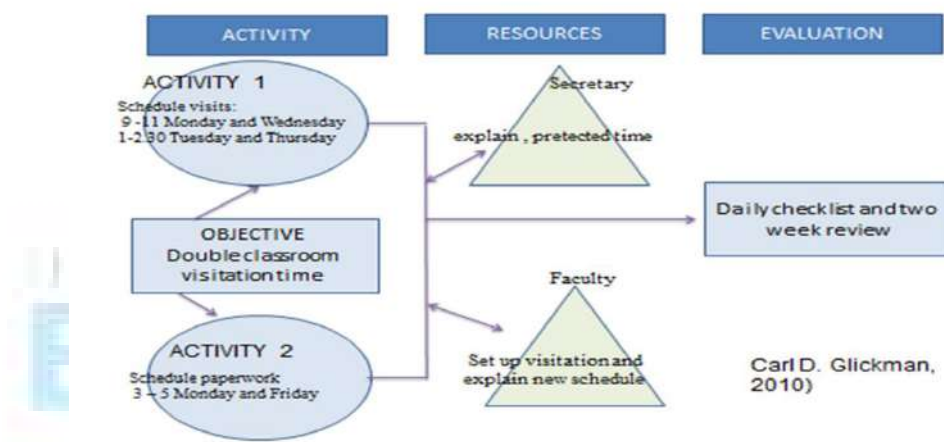 ACTIVITY
RESOURCES
EVALUATION
ACTIVITY 1
Schedule visits:
9 -11 Monday and Wednesday
1-2.30 Tuesday and Thursday
Secretary
explain , pretected time
OBJECTIVE
Double classroom
visitation time
Daily checklist and two
week review
Faculty
Set up visitation and
explain new schedule
ACTIVITY 2
Schedule paperwork
3 – 5 Monday and Friday
Carl D. Glickman,
2010)